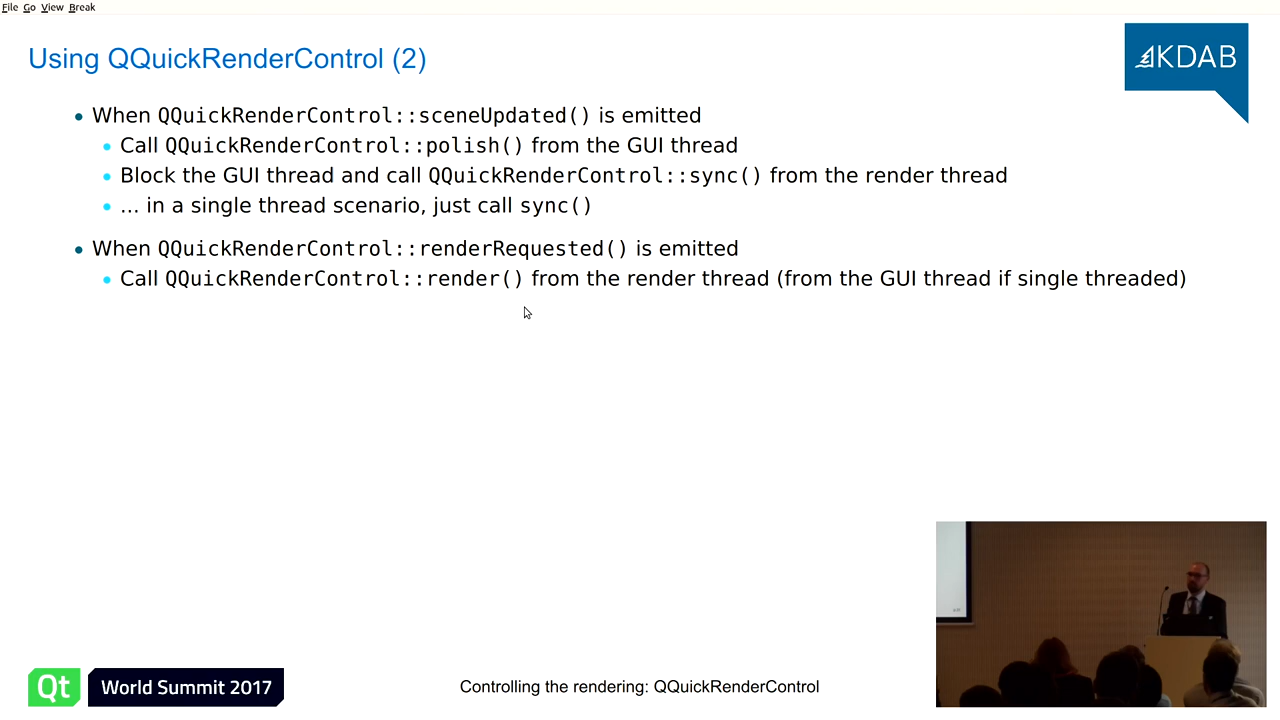 File Go View Break
Using QQuickRenderControl (2)
KDAB
• When QQuickRenderControl::sceneUpdated() is emitted
• Call QQuickRenderControl::polish() from the GUI thread
• Block the GUI thread and call QQuickRenderControl::sync() from the render thread
• ... in a single thread scenario, just call sync()
• When QQuickRenderControl::renderRequested() is emitted
• Call QQuickRenderControl::render() from the render thread (from the GUI thread if single threaded)
Qt World Summit 2017
Controlling the rendering: QQuickRenderControl